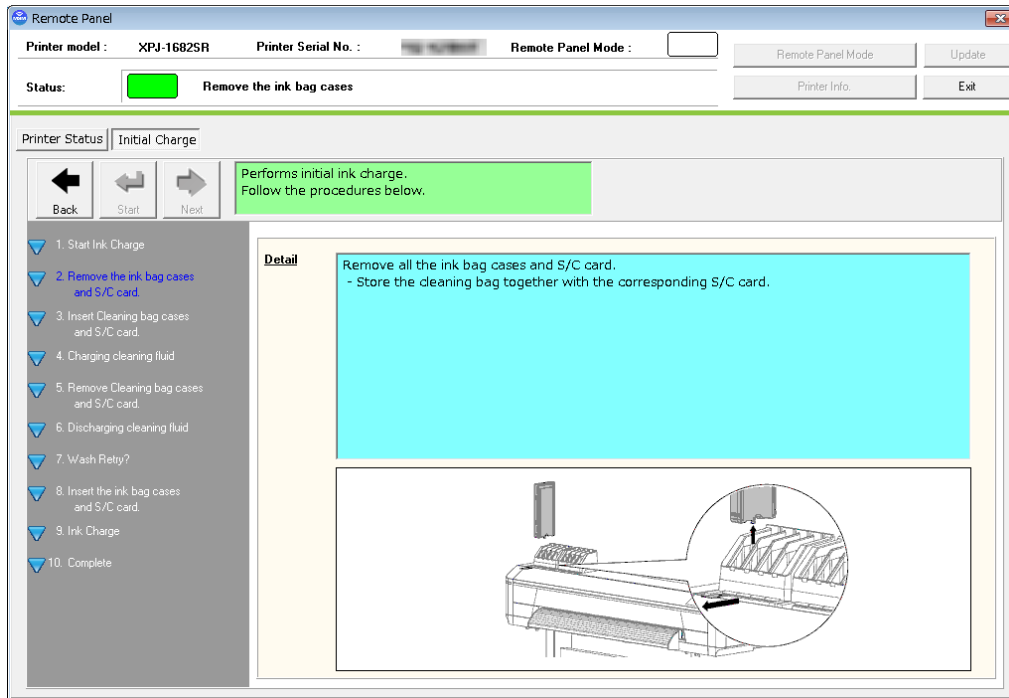 Remote Panel
Printer model : XPJ-1682SR Printer Serial No. : Remote Panel Mode :
Remote Panel Mode Update
Status: Remove the ink bag cases
Printer Info. Exit
Printer Status Initial Charge
Back Start Next
Performs initial ink charge.
Follow the procedures below.
1. Start Ink Charge
2. Remove the ink bag cases
and S/C card.
3. Insert Cleaning bag cases
and S/C card.
4. Charging cleaning fluid
5. Remove Cleaning bag cases
and S/C card.
6. Discharging cleaning fluid
7. Wash Retry?
8. Insert the ink bag cases
and S/C card.
9. Ink Charge
10. Complete
Detail
Remove all the ink bag cases and S/C card.
- Store the cleaning bag together with the corresponding S/C card.